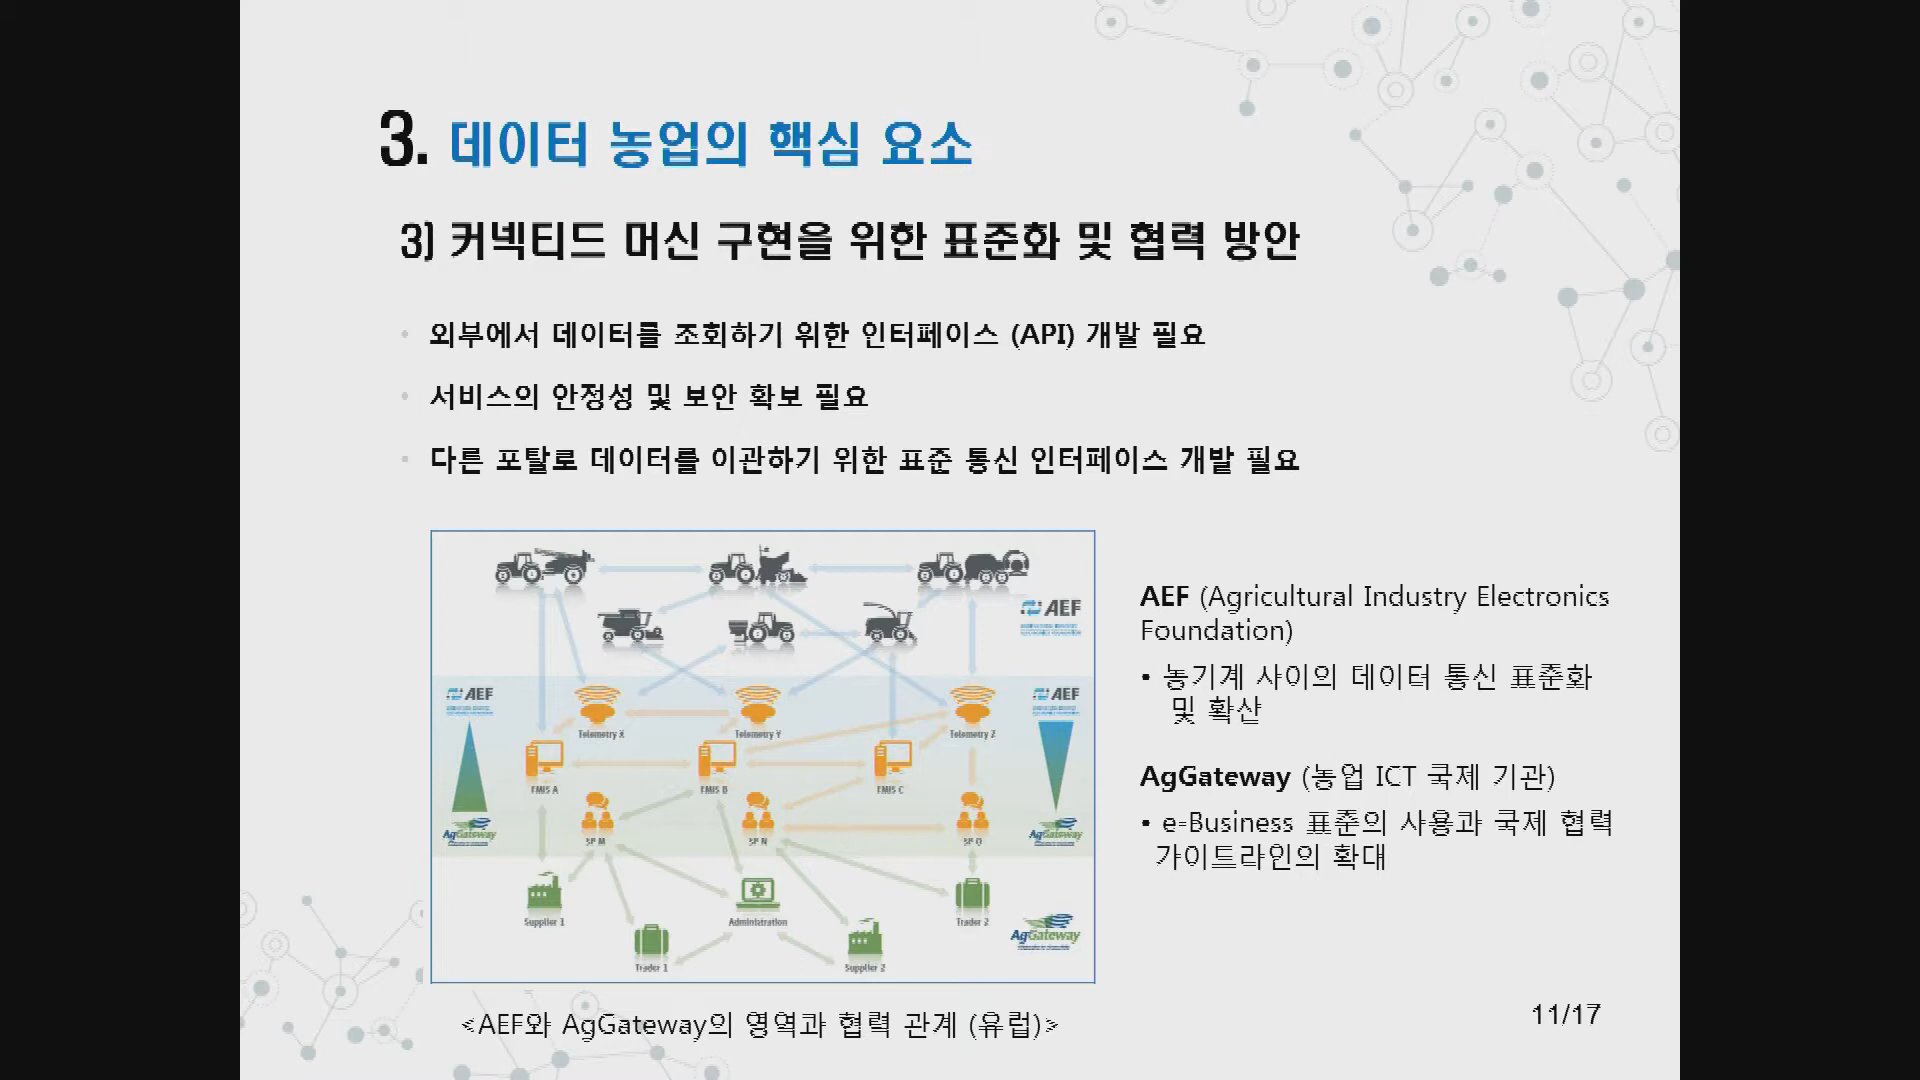 3. 데이터 농업의 핵심 요소
3) 커넥티드 머신 구현을 위한 표준화 및 협력 방안
• 외부에서 데이터를 조회하기 위한 인터페이스 (API) 개발 필요
• 서비스의 안정성 및 보안 확보 필요
• 다른 포탈로 데이터를 이관하기 위한 표준 통신 인터페이스 개발 필요
AEF
AEF
AEF
Telemetry X
Telemetry Y
Telemetry Z
FMIS A
FMIS B
FMIS C
AgGateway
SP M
SP N
SP O
AgGateway
Supplier 1
Administration
Trader 2
AgGateway
Trader 1
Supplier 2
<AEF와 AgGateway의 영역과 협력 관계 (유럽)>
AEF (Agricultural Industry Electronics
Foundation)
• 농기계 사이의 데이터 통신 표준화
및 확산
AgGateway (농업 ICT 국제 기관)
• e-Business 표준의 사용과 국제 협력
가이드라인의 확대
11/17